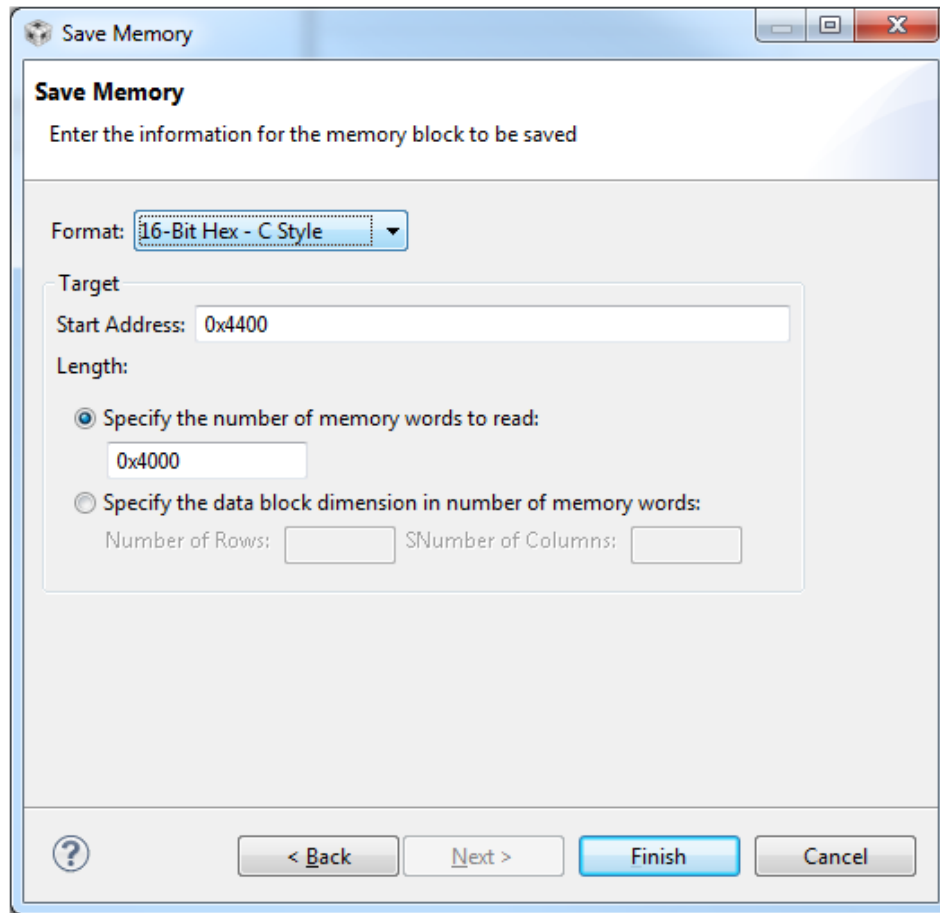 Save Memory
Save Memory
Enter the information for the memory block to be saved
Format: 16-Bit Hex - C Style
Target
Start Address: 0x4400
Length:
Specify the number of memory words to read:
0x4000
Specify the data block dimension in number of memory words:
Number of Rows: SNumber of Columns:
? < Back Next > Finish Cancel